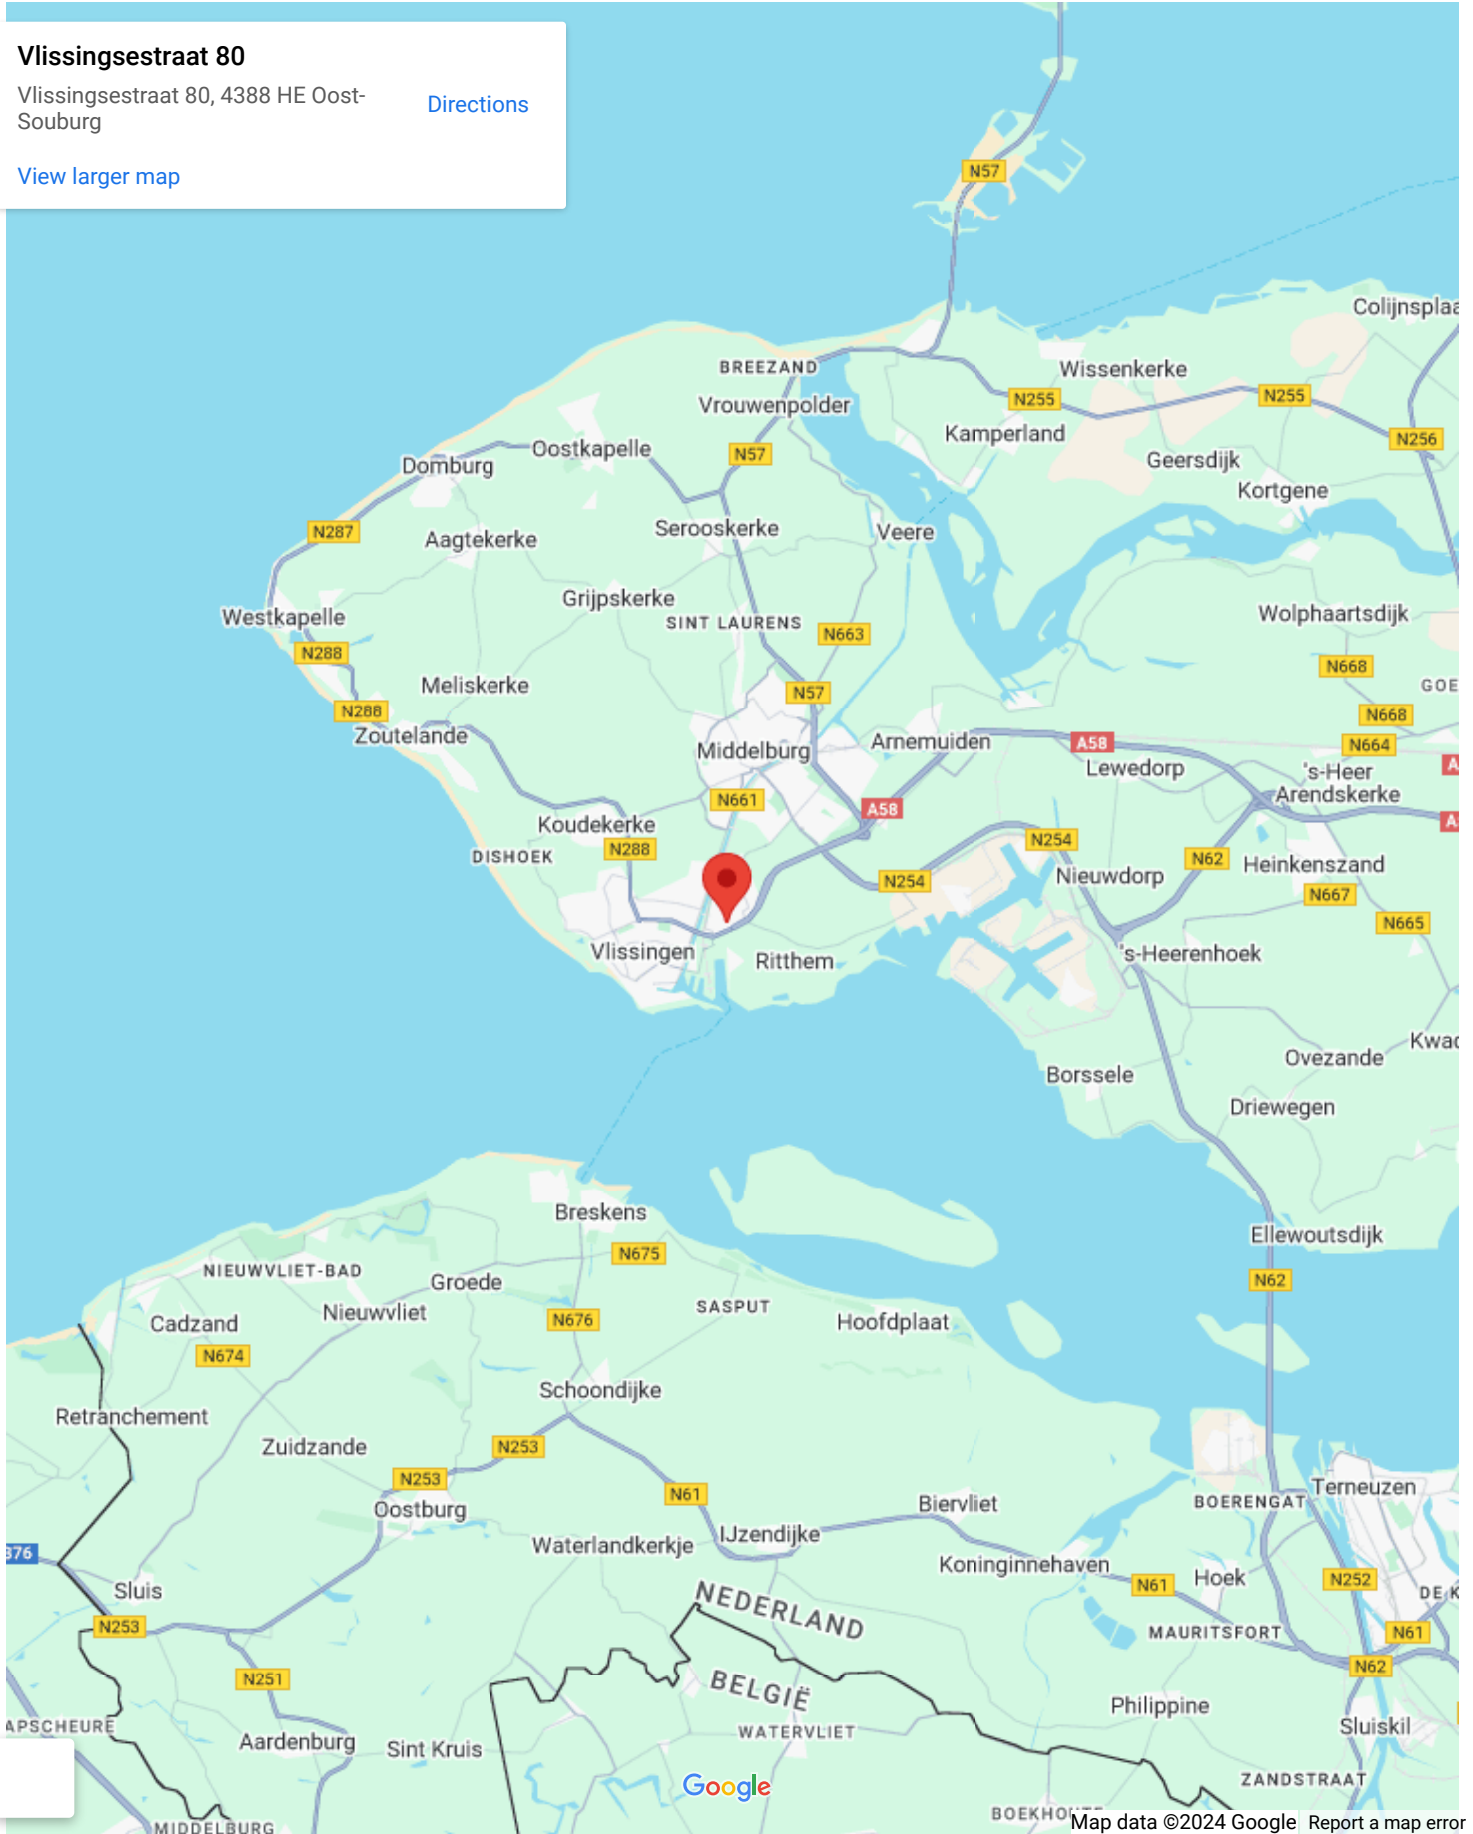 Vlissingsestraat 80
Vlissingsestraat 80, 4388 HE Oost-
Souburg
Directions
View larger map
N57
Colijnsplaa
BREEZAND
Wissenkerke
Vrouwenpolder
N255
N255
Kamperland
N256
Oostkapelle
N57
Domburg
Geersdijk
Kortgene
N287
Aagtekerke
Serooskerke
Veere
Grijpskerke
Westkapelle
SINT LAURENS
N663
Wolphaartsdijk
N288
N668
Meliskerke
N57
GOE
N288
N668
Zoutelande
Middelburg
Arnemuiden
A58
N664
Lewedorp
's-Heer
Arendskerke
A
N661
A58
A
Koudekerke
N288
DISHOEK
N254
N62
Heinkenszand
Nieuwdorp
N254
N667
N665
Vlissingen
Ritthem
's-Heerenhoek
Kwad
Ovezande
Borssele
Driewegen
Breskens
Ellewoutsdijk
N675
NIEUWVLIET-BAD
Groede
N62
Nieuwvliet
SASPUT
Cadzand
N676
Hoofdplaat
N674
Schoondijke
Retranchement
Zuidzande
N253
N253
Terneuzen
N61
BOERENGAT
Oostburg
Biervliet
IJzendijke
Waterlandkerkje
376
Koninginnehaven
Sluis
N61
Hoek
N252
DE K
N253
NEDERLAND
MAURITSFORT
N61
N62
N251
BELGIË
Philippine
APSCHEURE
WATERVLIET
Sluiskil
Aardenburg
Sint Kruis
Google
ZANDSTRAAT
BOEKHOUTE
MIDDELBURG
Map data ©2024 Google
Report a map error